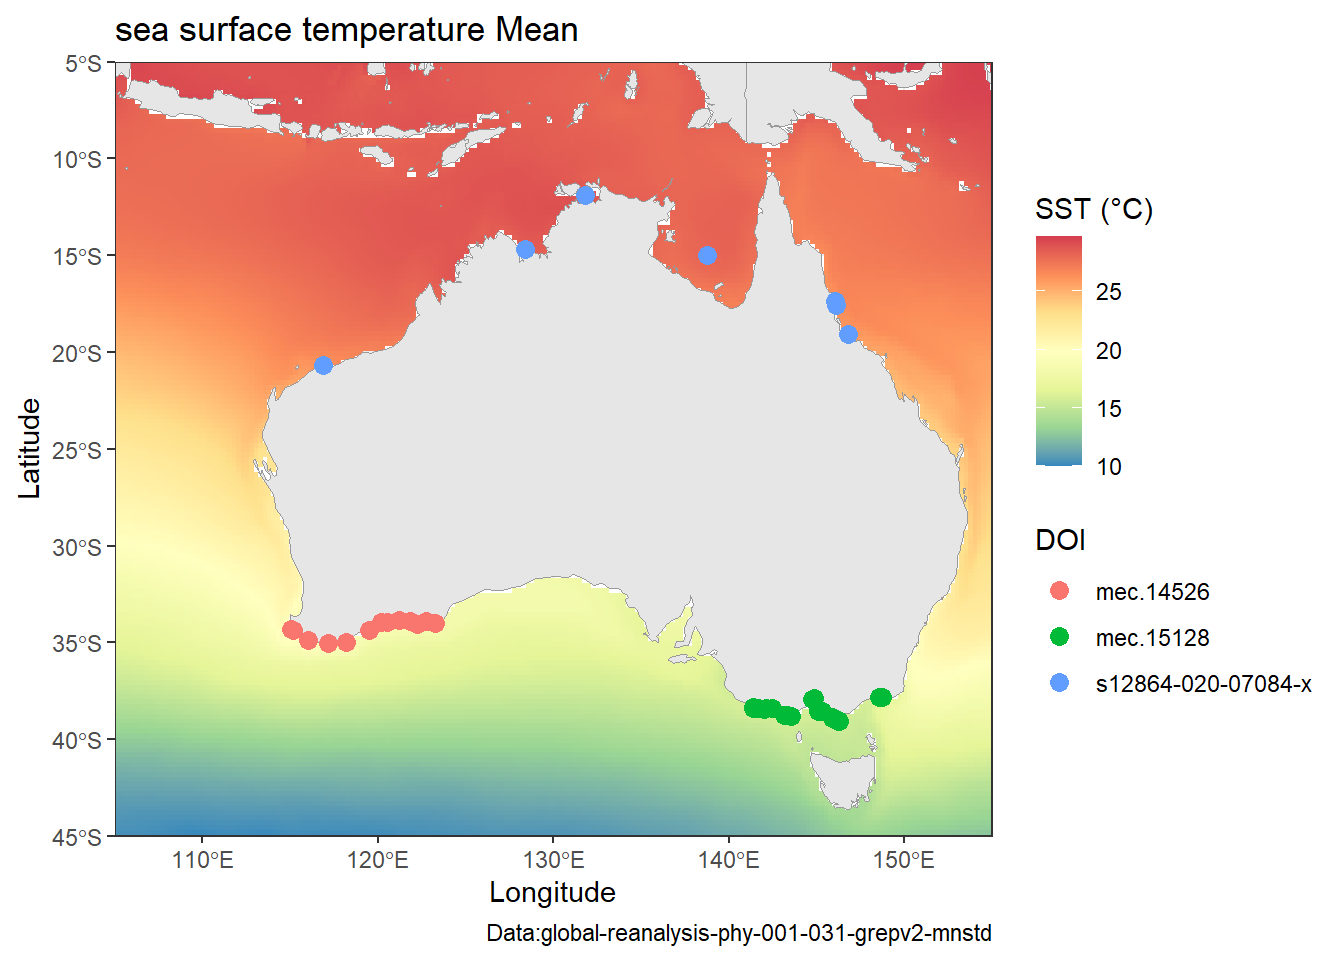 sea surface temperature Mean
5°S
10°S
15°S
20°S
25°S
30°S
35°S
40°S
45°S
Latitude
110°E
120°E
130°E
140°E
150°E
Longitude
Data:global-reanalysis-phy-001-031-grepv2-mnstd
SST (°C)
25
20
15
10
DOI
mec.14526
mec.15128
s12864-020-07084-x